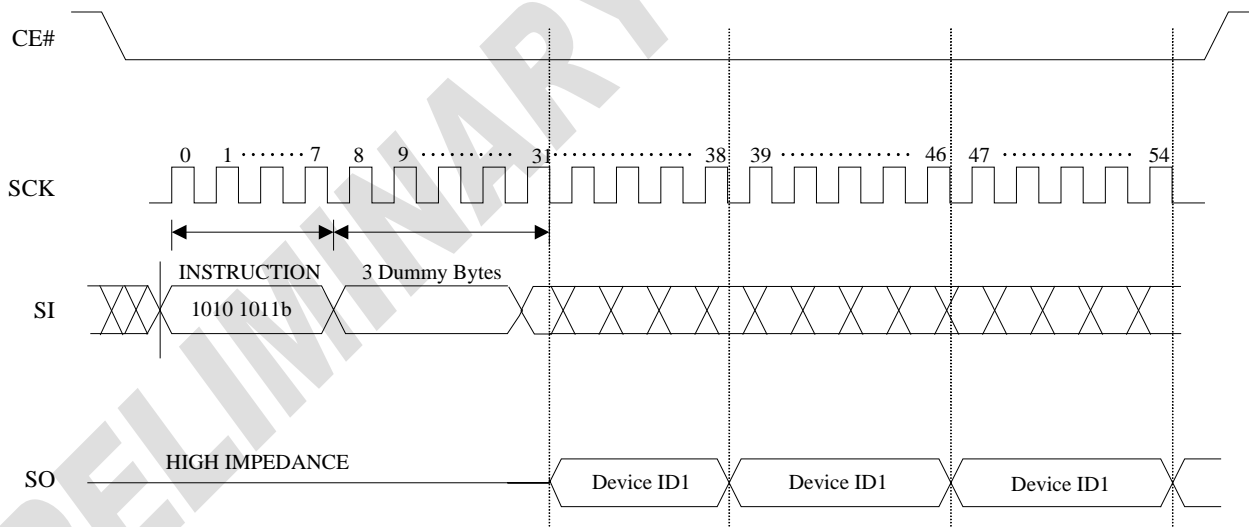 CE#
0 1 ······· 7 8 9 ·············· 31 ·················· 38 39 ·············· 46 47 ·············· 54
SCK
INSTRUCTION 3 Dummy Bytes
SI 1010 1011b
HIGH IMPEDANCE
SO Device ID1 Device ID1 Device ID1
PRELIMINARY